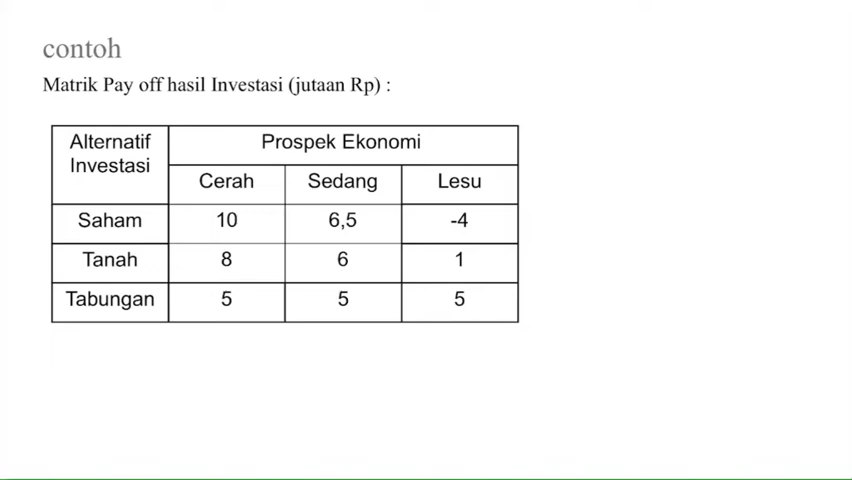 contoh
Matrik Pay off hasil Investasi (jutaan Rp) :
Alternatif Investasi Prospek Ekonomi
Cerah Sedang Lesu
Saham 10 6,5 -4
Tanah 8 6 1
Tabungan 5 5 5